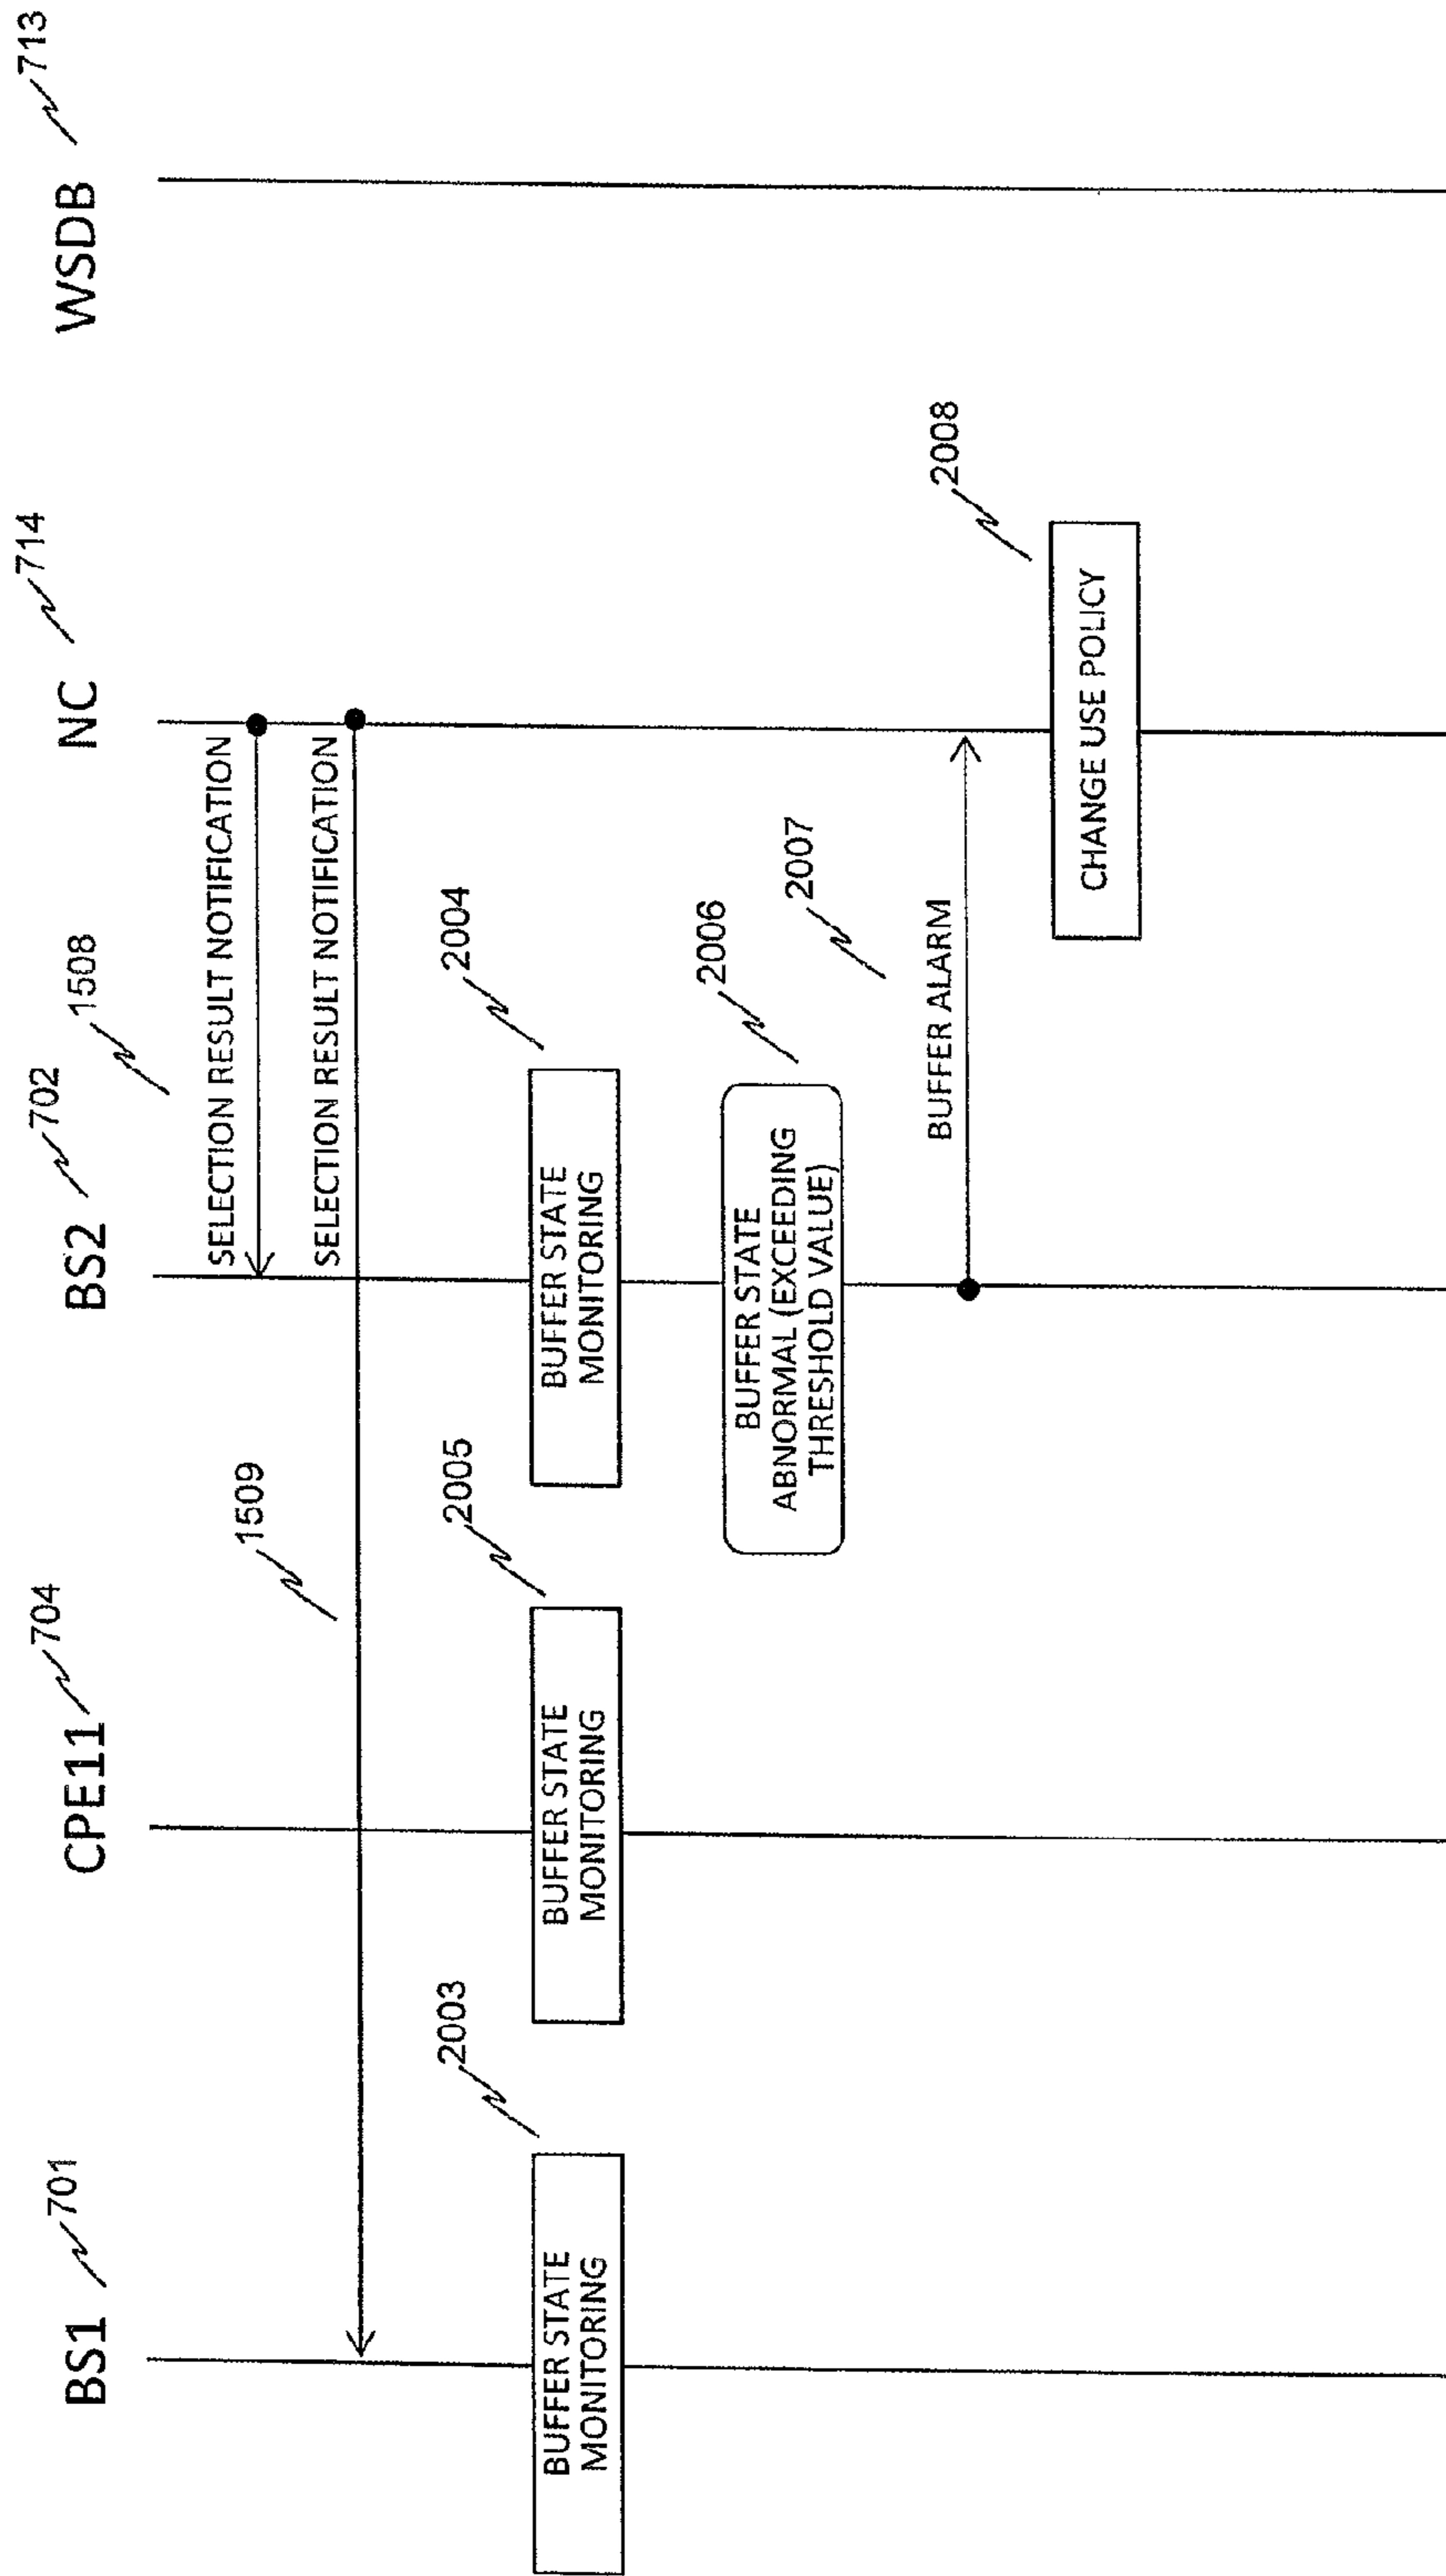 BS1
701
CPE11
704
BS2
702
NC
714
WSDB
713
1508
SELECTION RESULT NOTIFICATION
1509
SELECTION RESULT NOTIFICATION
2003
BUFFER STATE
MONITORING
2005
BUFFER STATE
MONITORING
2004
BUFFER STATE
MONITORING
2006
BUFFER STATE
ABNORMAL (EXCEEDING
THRESHOLD VALUE)
2007
BUFFER ALARM
2008
CHANGE USE POLICY